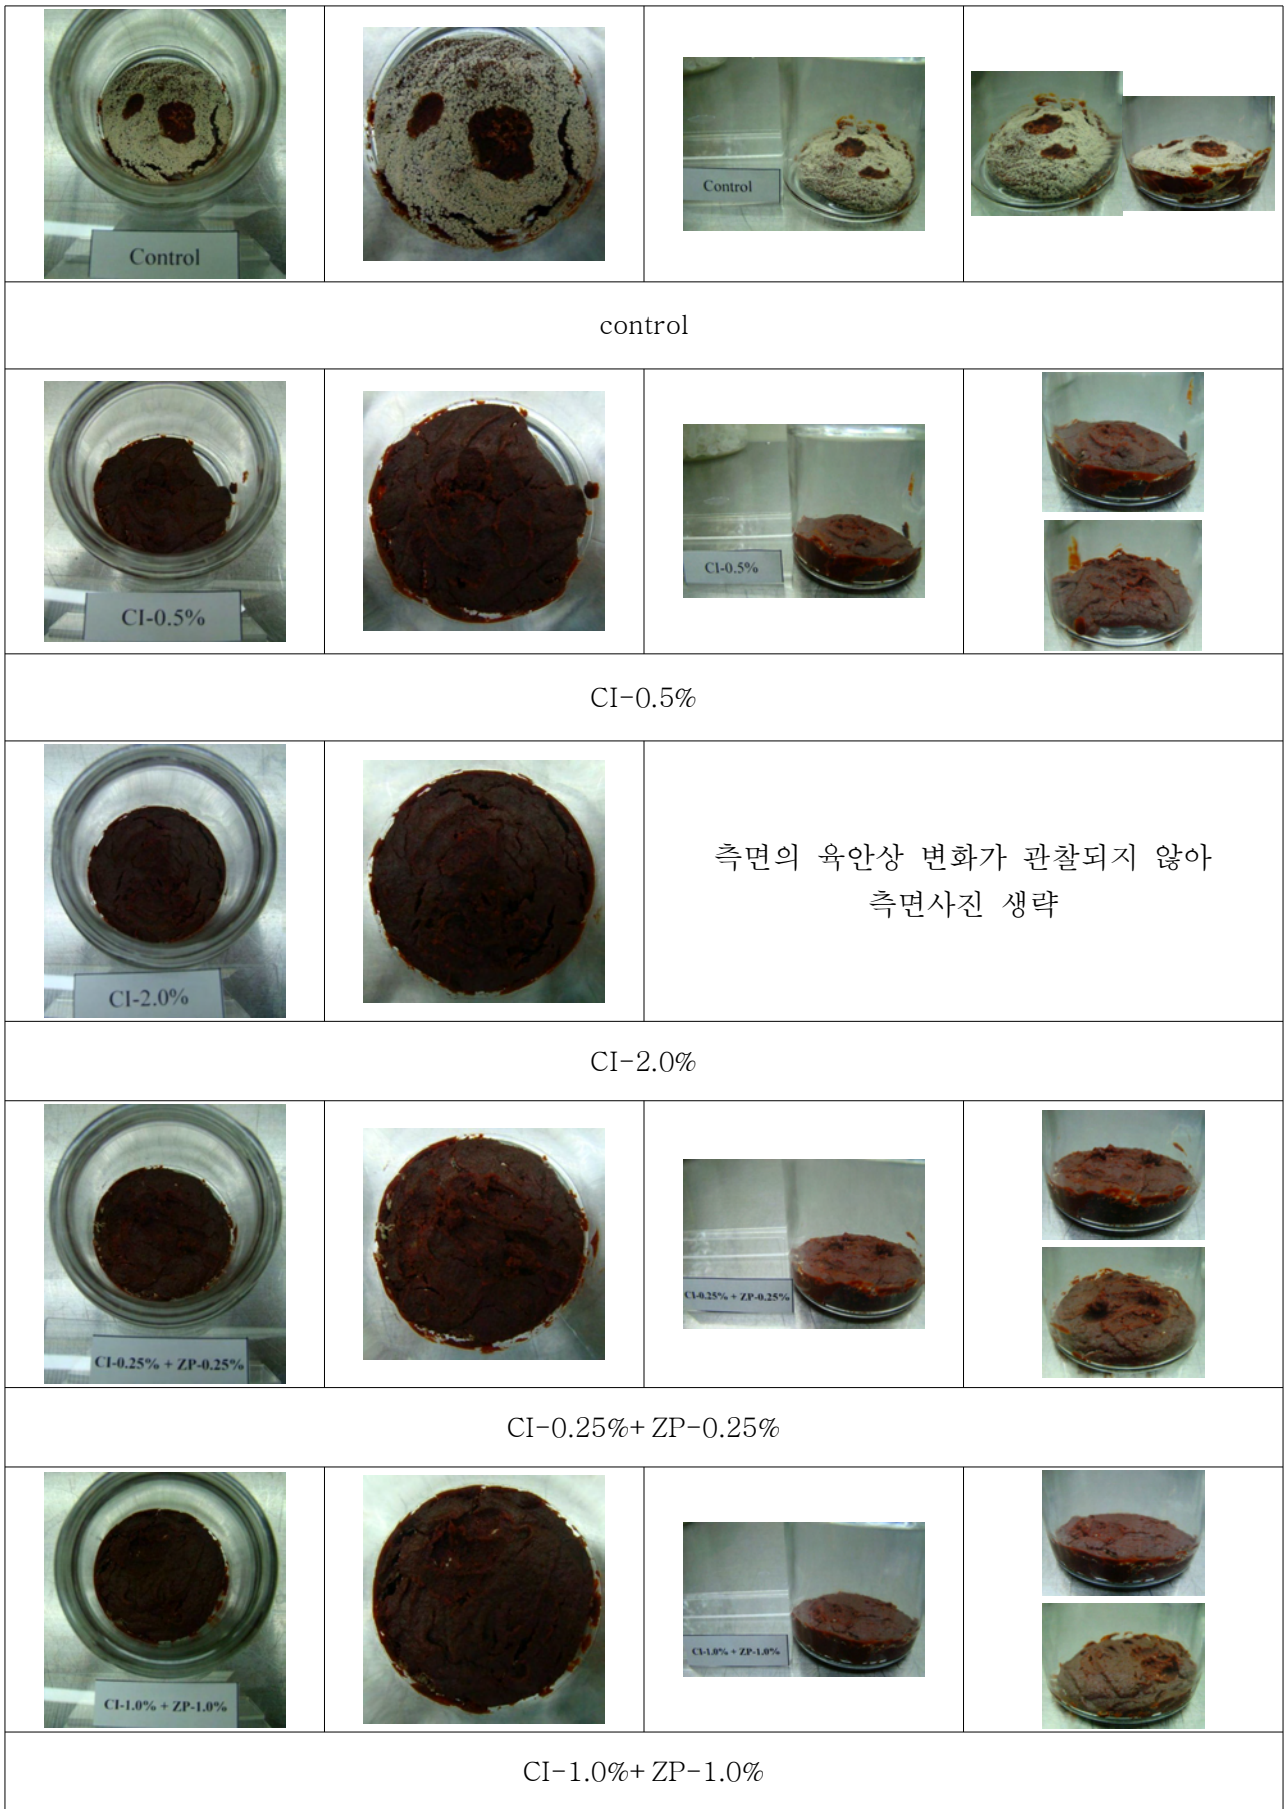 Control
Control
control
CI-0.5%
CI-0.5%
CI-0.5%
CI-2.0%
측면의 육안상 변화가 관찰되지 않아
측면사진 생략
CI-2.0%
CI-0.25% + ZP-0.25%
CI-0.25% + ZP-0.25%
CI-0.25%+ ZP-0.25%
CI-1.0% + ZP-1.0%
CI-1.0% + ZP-1.0%
CI-1.0%+ ZP-1.0%